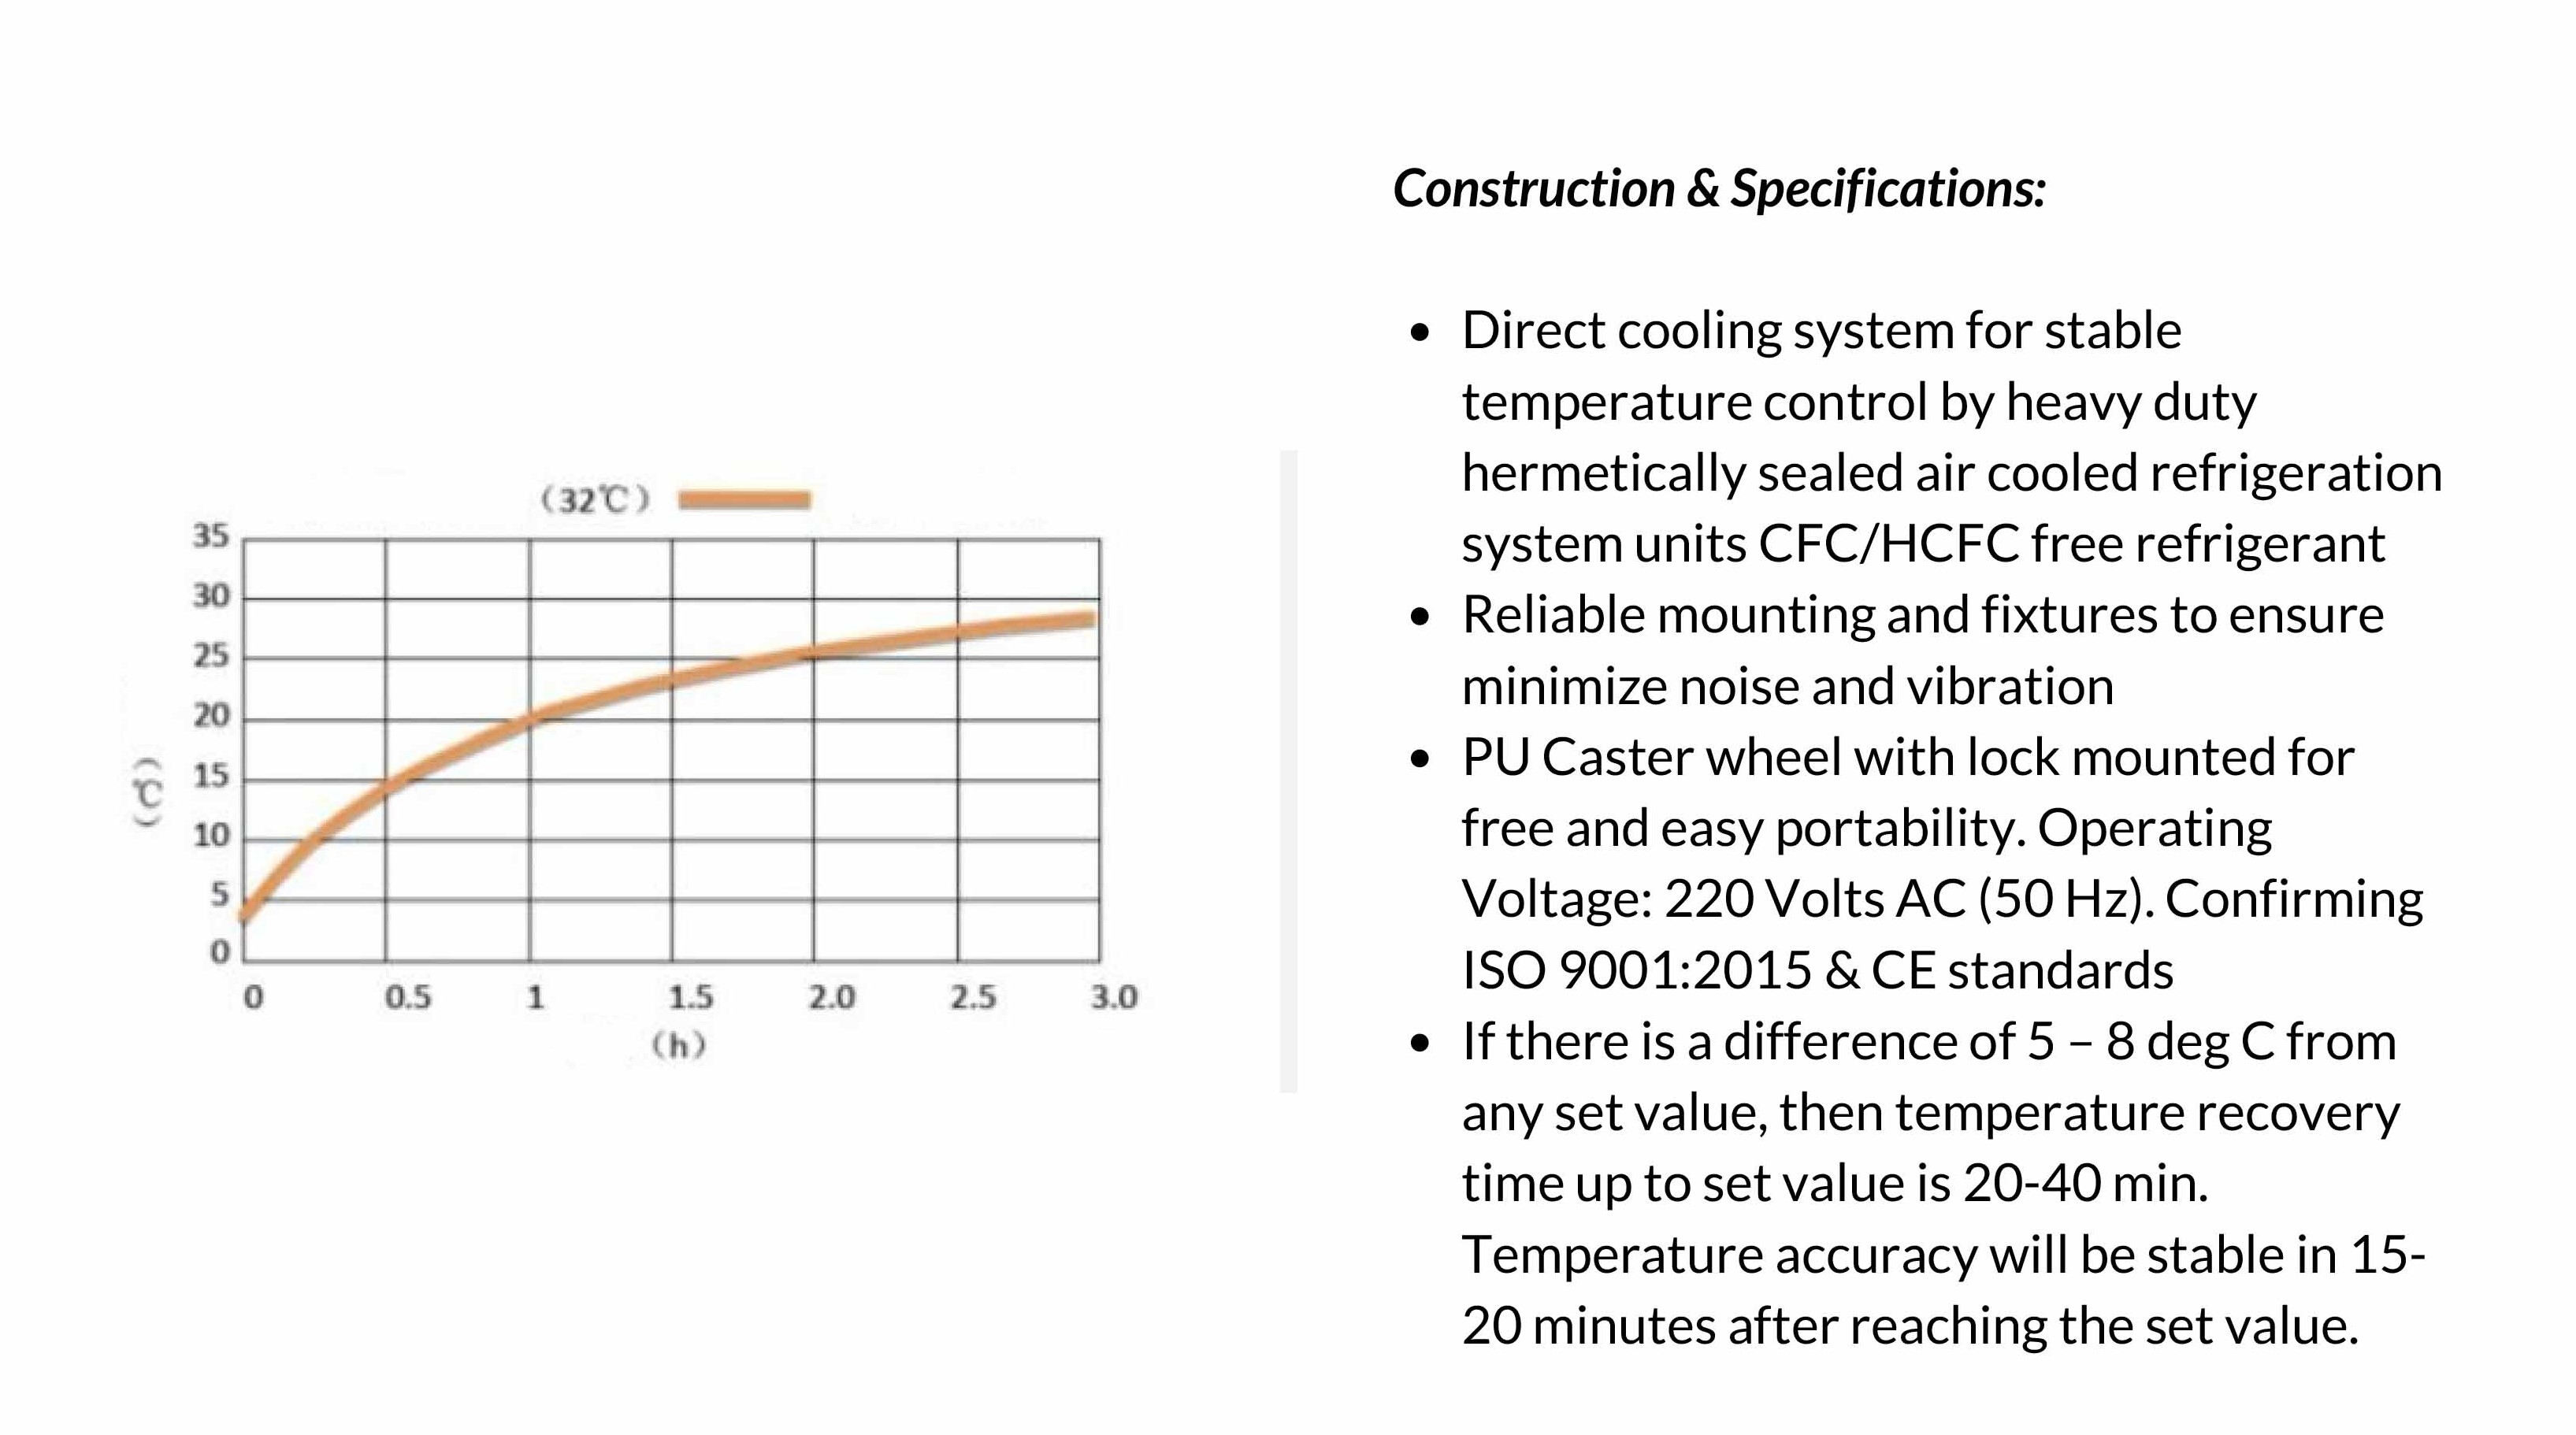 Construction & Specifications:
• Direct cooling system for stable
temperature control by heavy duty
hermetically sealed air cooled refrigeration
system units CFC/HCFC free refrigerant
• Reliable mounting and fixtures to ensure
minimize noise and vibration
• PU Caster wheel with lock mounted for
free and easy portability. Operating
Voltage: 220 Volts AC (50 Hz). Confirming
ISO 9001:2015 & CE standards
• If there is a difference of 5 – 8 deg C from
any set value, then temperature recovery
time up to set value is 20-40 min.
Temperature accuracy will be stable in 15-
20 minutes after reaching the set value.
（32℃）
35
30
25
20
15
10
5
0
（℃）
0 0.5 1 1.5 2.0 2.5 3.0
（h）